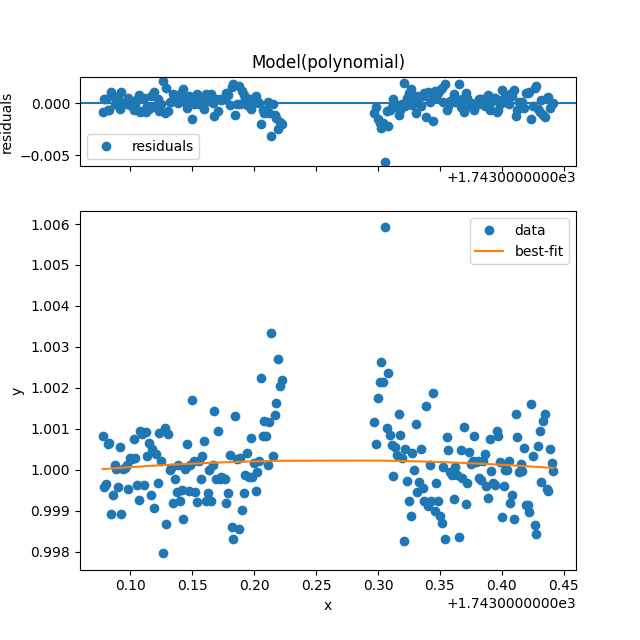 Model(polynomial)
residuals
0.000
−0.005
residuals
+1.7430000000e3
y
1.006
1.005
1.004
1.003
1.002
1.001
1.000
0.999
0.998
data
best-fit
0.10 0.15 0.20 0.25 0.30 0.35 0.40 0.45
x
+1.7430000000e3